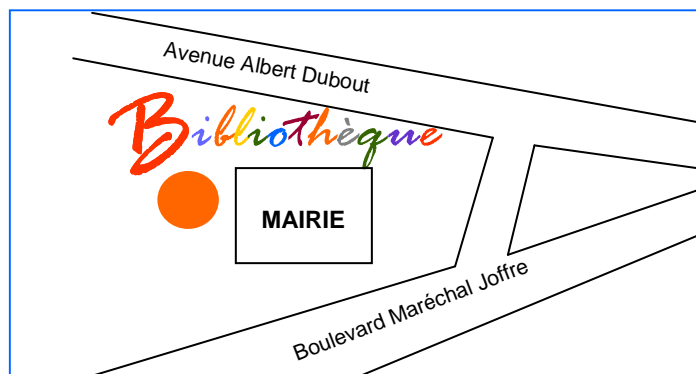 Avenue Albert Dubout
Bibliothèque
MAIRIE
Boulevard Maréchal Joffre